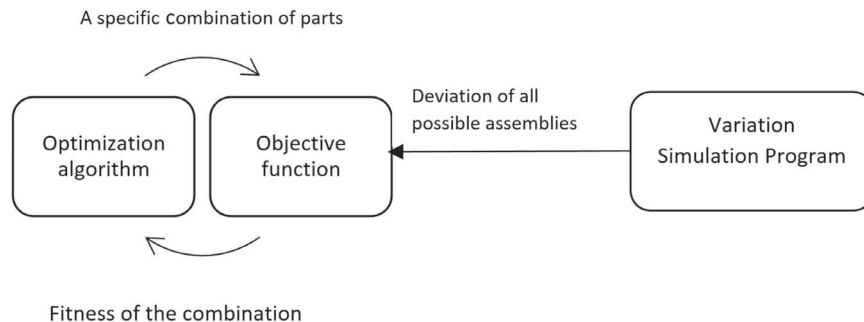 A specific combination of parts
Optimization
algorithm
Objective
function
Deviation of all
possible assemblies
Variation
Simulation Program
Fitness of the combination